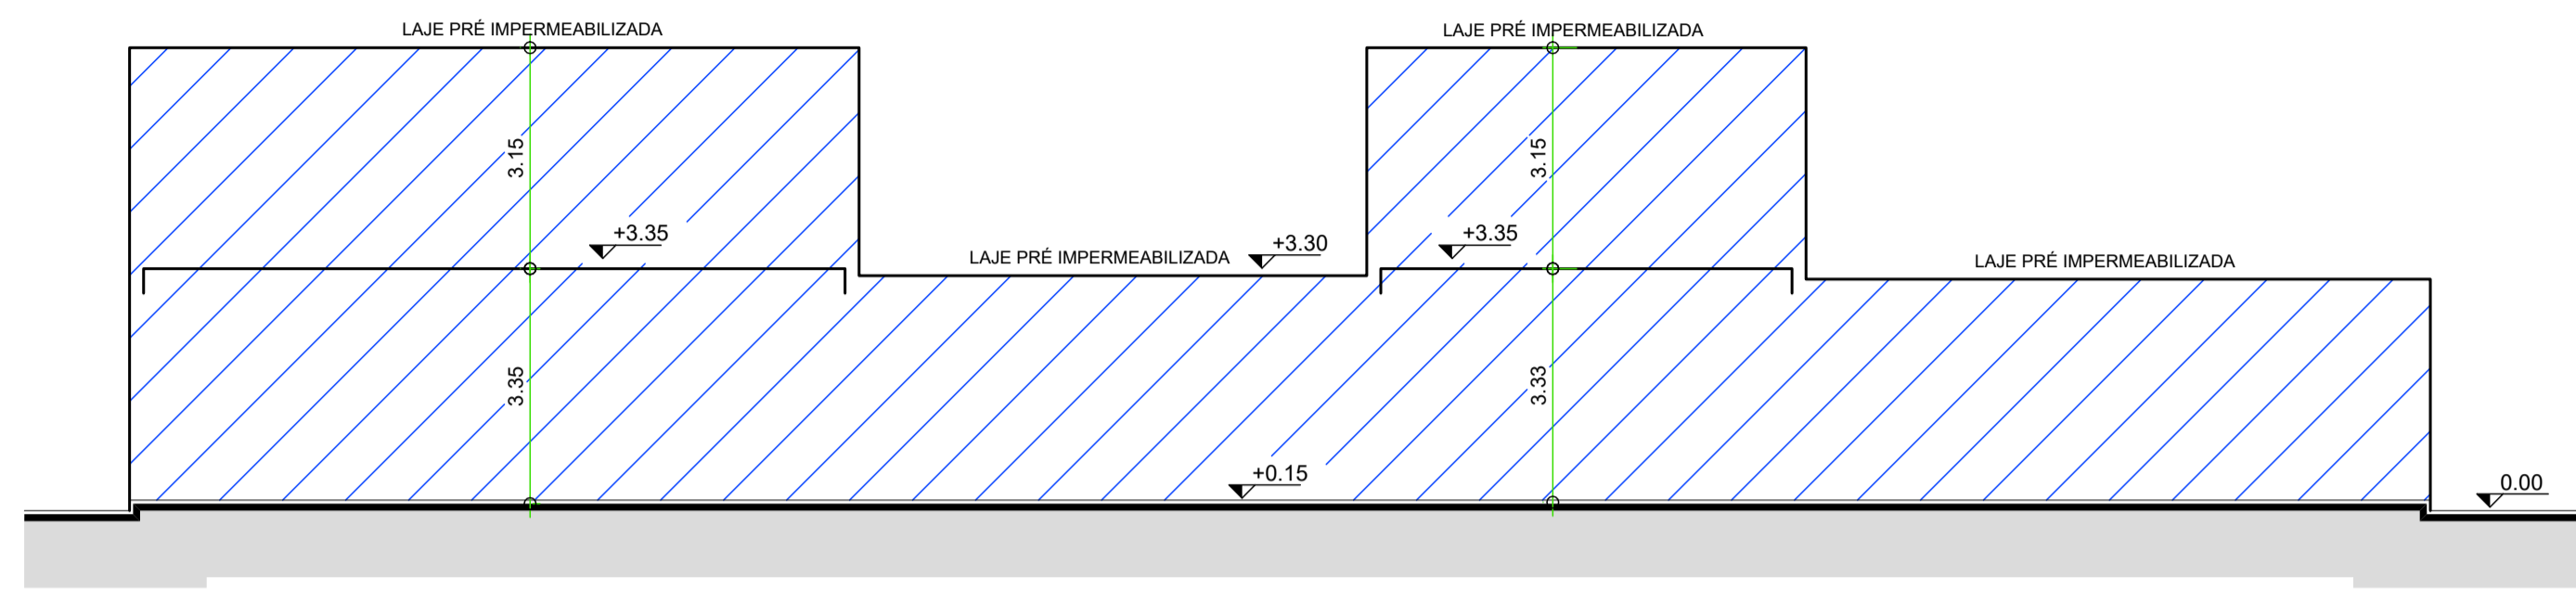 LAJE PRÉ IMPERMEABILIZADA
LAJE PRÉ IMPERMEABILIZADA
3.15
3.15
+3.35
+3.30
+3.35
LAJE PRÉ IMPERMEABILIZADA
LAJE PRÉ IMPERMEABILIZADA
3.35
3.33
+0.15
0.00